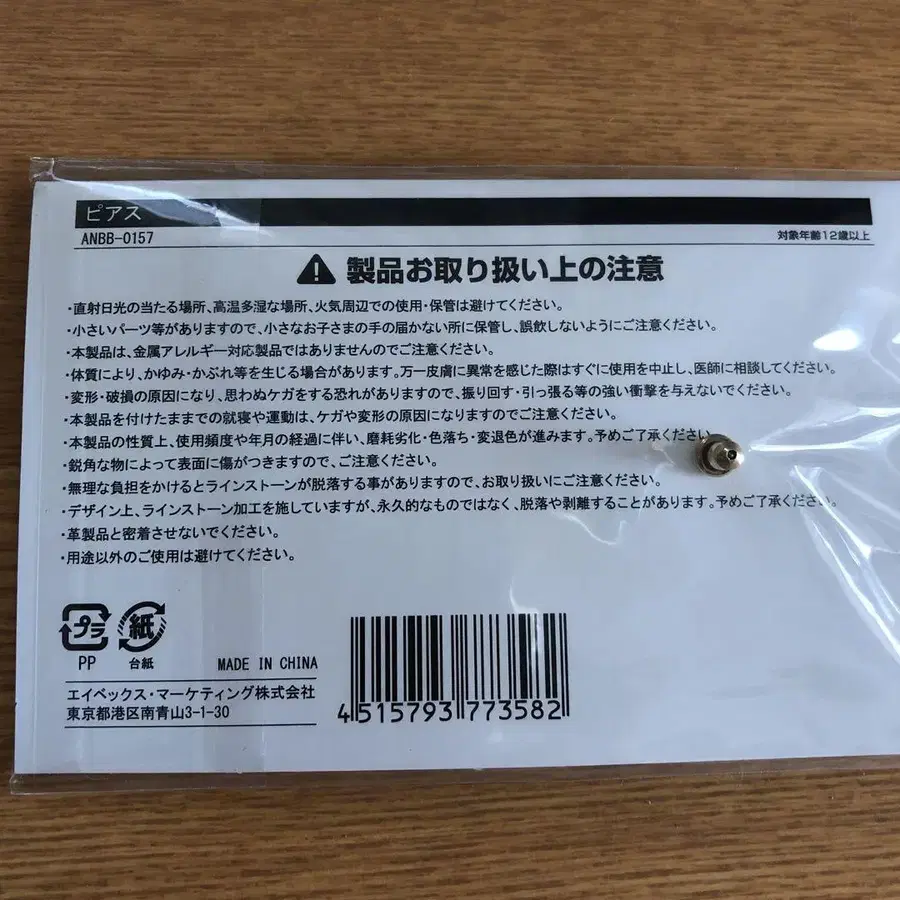 ピアス
ANBB-0157
対象年齢12歳以上
製品お取り扱い上の注意
・直射日光の当たる場所、高温多湿な場所、火気周辺での使用・保管は避けてください。
・小さいパーツ等がありますので、小さなお子さまの手の届かない所に保管し、誤飲しないようにご注意ください。
・本製品は、金属アレルギー対応製品ではありませんのでご注意ください。
・体質により、かゆみ・かぶれ等を生じる場合があります。万一皮膚に異常を感じた際はすぐに使用を中止し、医師に相談してください。
・変形・破損の原因になり、思わぬケガをする恐れがありますので、振り回す・引っ張る等の強い衝撃を与えないでください。
・本製品を付けたままでの就寝や運動は、ケガや変形の原因になりますのでご注意ください。
・本製品の性質上、使用頻度や年月の経過に伴い、磨耗劣化・色落ち・変退色が進みます。予めご了承ください。
・鋭角な物によって表面に傷がつきますので、ご注意ください。
・無理な負担をかけるとラインストーンが脱落する事がありますので、お取り扱いにご注意ください。
・デザイン上、ラインストーン加工を施していますが、永久的なものではなく、脱落や剥離することがあります。予めご了承ください。
・革製品と密着させないでください。
・用途以外のご使用は避けてください。
プラ
紙
PP
台紙
MADE IN CHINA
エイベックス・マーケティング株式会社
東京都港区南青山3-1-30
4 515793 773582